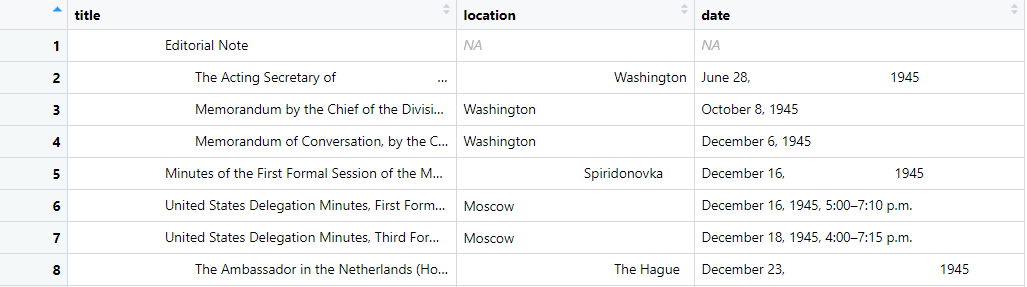 title location date
1 Editorial Note NA NA
2 The Acting Secretary of ... Washington June 28, 1945
3 Memorandum by the Chief of the Divisi... Washington October 8, 1945
4 Memorandum of Conversation, by the C... Washington December 6, 1945
5 Minutes of the First Formal Session of the M... Spiridonovka December 16, 1945
6 United States Delegation Minutes, First Form... Moscow December 16, 1945, 5:00–7:10 p.m.
7 United States Delegation Minutes, Third For... Moscow December 18, 1945, 4:00–7:15 p.m.
8 The Ambassador in the Netherlands (Ho... The Hague December 23, 1945